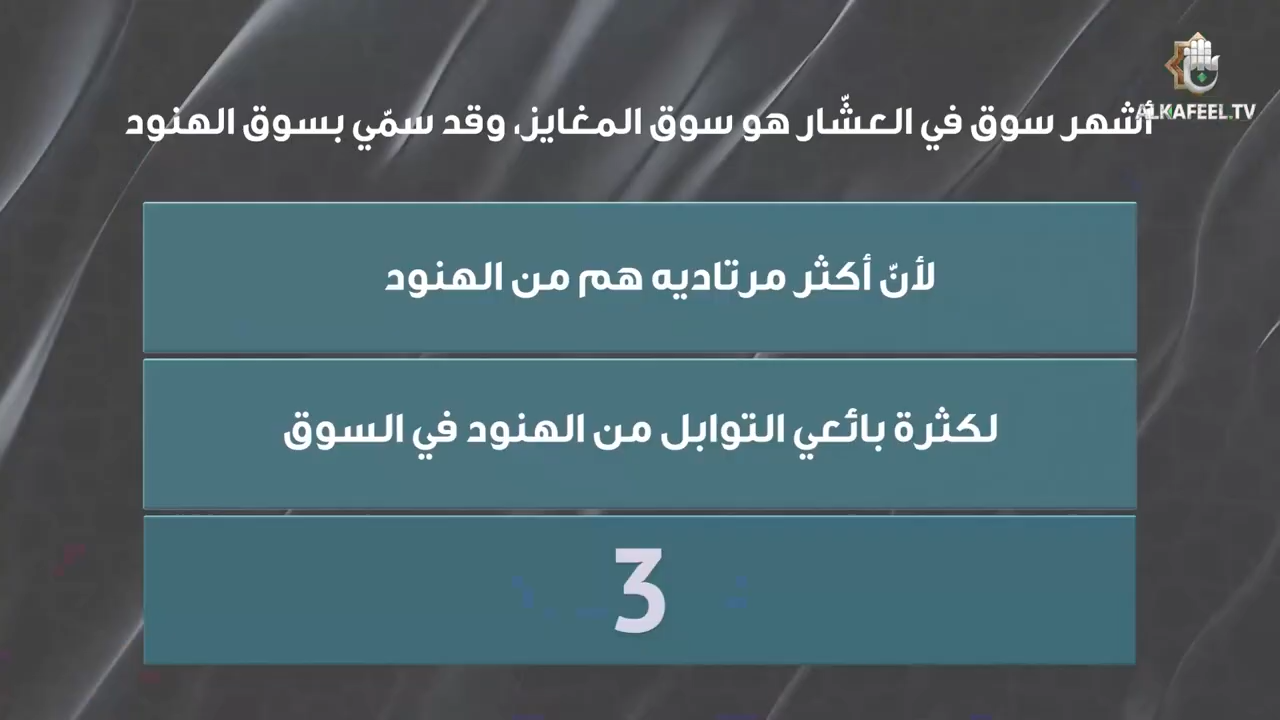 ALKAFEEL.TV
أشهر سوق في العشّار هو سوق المغايز، وقد سمّي بسوق الهنود
لأنّ أكثر مرتاديه هم من الهنود
لكثرة بائعي التوابل من الهنود في السوق
3